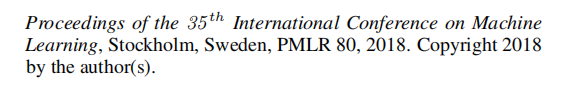 Proceedings of the 35th International Conference on Machine
Learning, Stockholm, Sweden, PMLR 80, 2018. Copyright 2018
by the author(s).